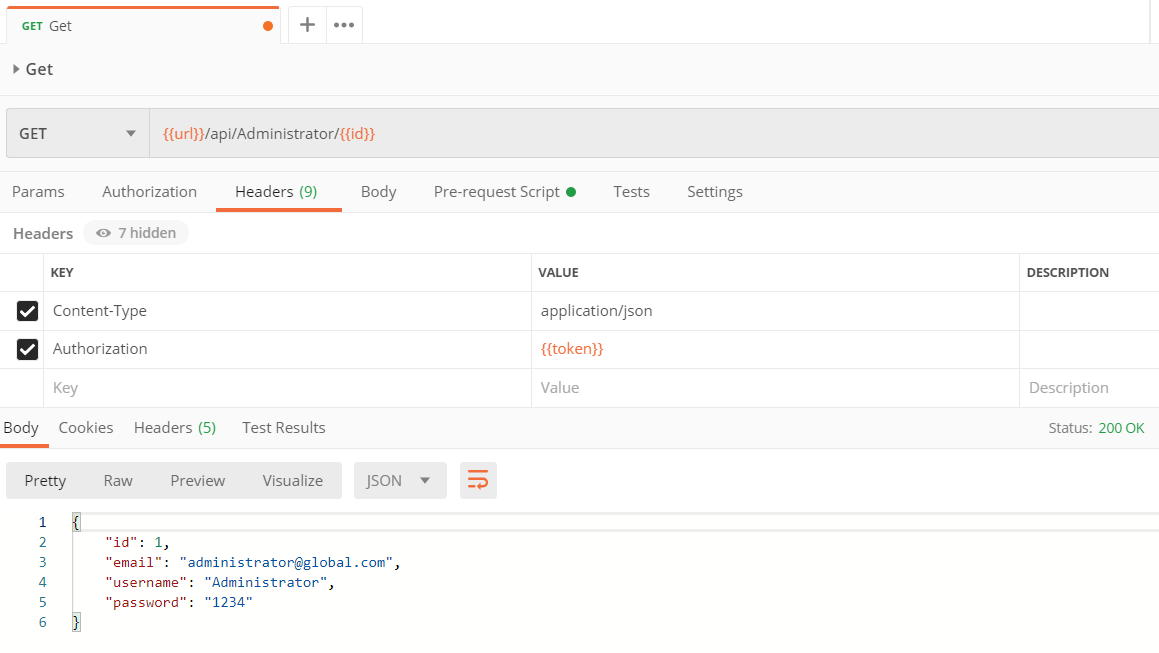 GET Get
Get
GET {{url}}/api/Administrator/{{id}}
Params Authorization Headers (9) Body Pre-request Script Tests Settings
Headers 7 hidden
KEY VALUE DESCRIPTION
Content-Type application/json
Authorization {{token}}
Key Value Description
Body Cookies Headers (5) Test Results Status: 200 OK
Pretty Raw Preview Visualize JSON
1 {
2 "id": 1,
3 "email": "administrator@global.com",
4 "username": "Administrator",
5 "password": "1234"
6 }